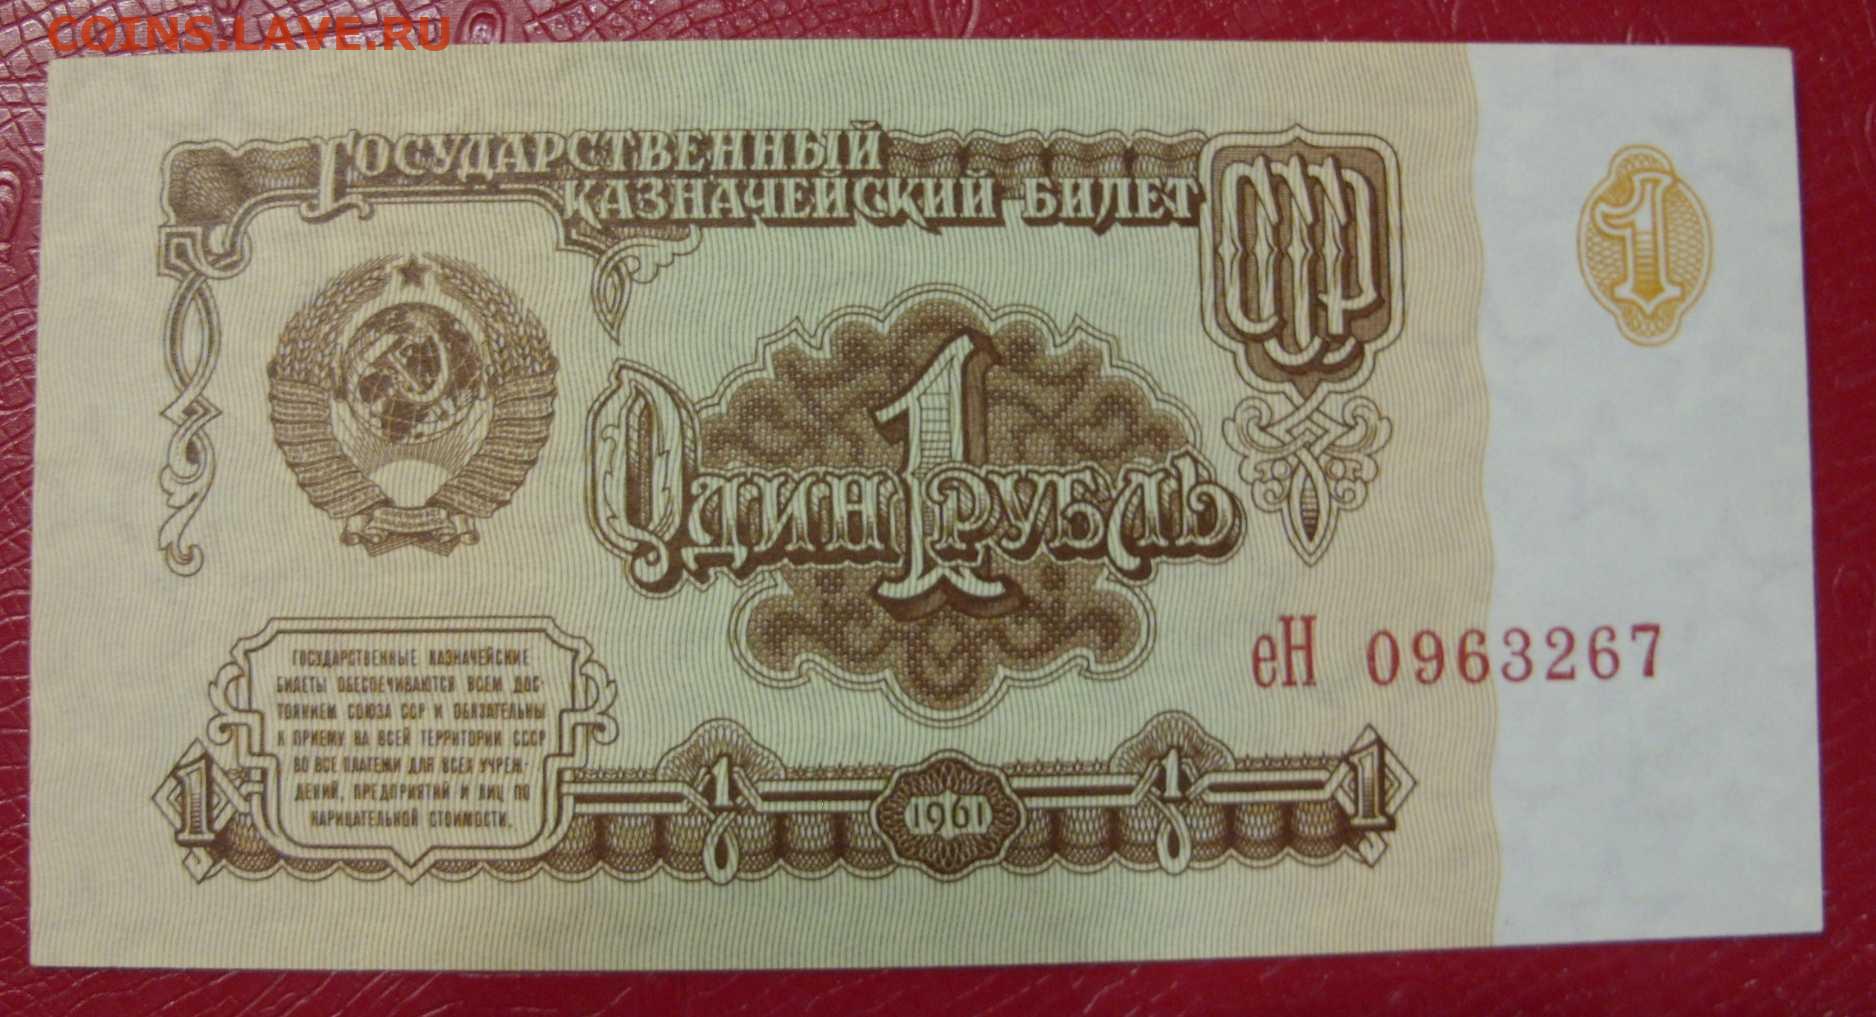 COINS.LAVE.RU
ГОСУДАРСТВЕННЫЙ
КАЗНАЧЕЙСКИЙ БИЛЕТ
СССР
1
1
ОДИН РУБЛЬ
еН 0963267
ГОСУДАРСТВЕННЫЕ КАЗНАЧЕЙСКИЕ
БИЛЕТЫ ОБЕСПЕЧИВАЮТСЯ ВСЕМ ДОС-
ТОЯНИЕМ СОЮЗА ССР И ОБЯЗАТЕЛЬНЫ
К ПРИЕМУ НА ВСЕЙ ТЕРРИТОРИИ СССР
ВО ВСЕ ПЛАТЕЖИ ДЛЯ ВСЕХ УЧРЕЖ-
ДЕНИЙ, ПРЕДПРИЯТИЙ И ЛИЦ ПО
НАРИЦАТЕЛЬНОЙ СТОИМОСТИ.
1 1 1961 1 1